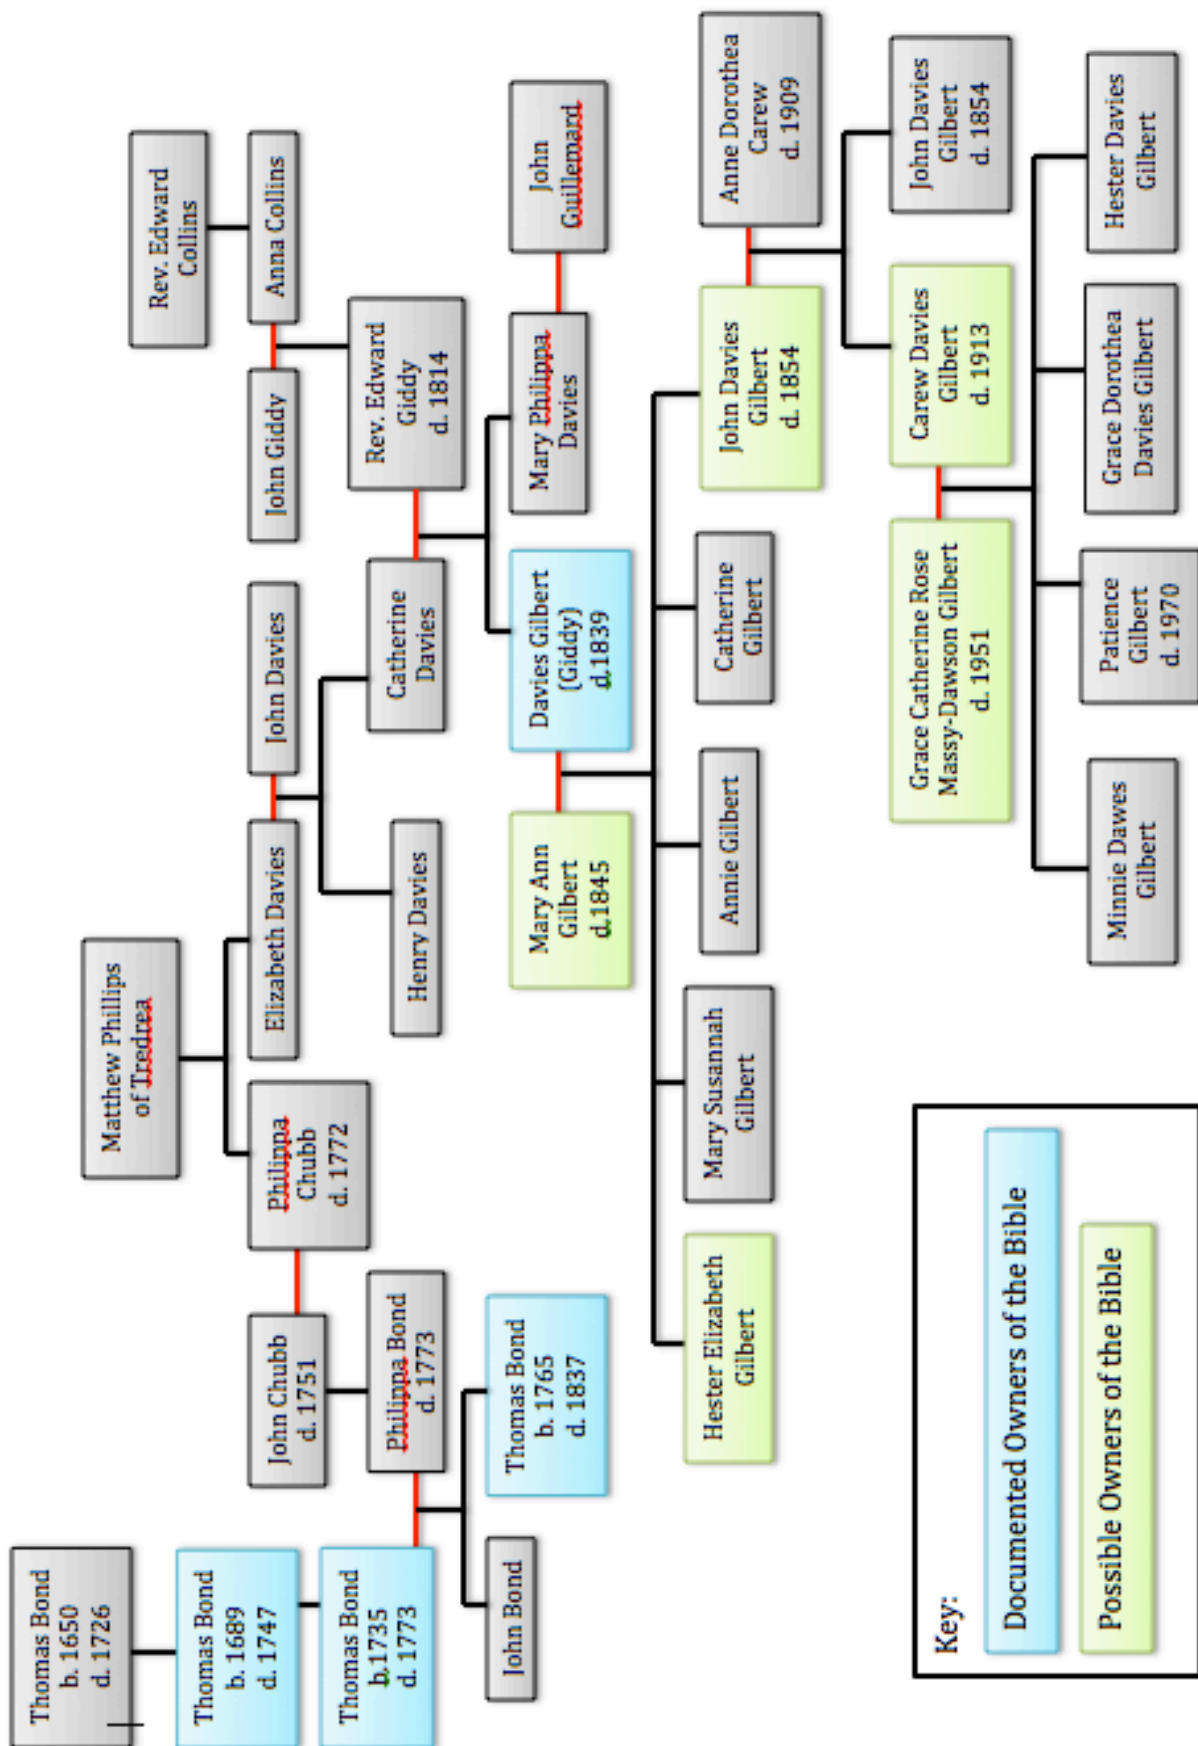 Thomas Bond
b. 1650
d. 1726
Thomas Bond
b. 1689
d. 1747
Thomas Bond
b.1735
d. 1773
John Bond
Thomas Bond
b. 1765
d. 1837
Philippa Bond
d. 1773
John Chubb
d. 1751
Philippa
Chubb
d. 1772
Matthew Phillips
of Tredrea
Elizabeth Davies
John Davies
Henry Davies
Catherine
Davies
John Giddy
Anna Collins
Rev. Edward
Collins
Rev. Edward
Giddy
d. 1814
Mary Ann
Gilbert
d.1845
Davies Gilbert
(Giddy)
d.1839
Mary Philippa
Davies
John
Guillemard
Hester Elizabeth
Gilbert
Mary Susannah
Gilbert
Annie Gilbert
Catherine
Gilbert
John Davies
Gilbert
d. 1854
Anne Dorothea
Carew
d. 1909
Grace Catherine Rose
Massy-Dawson Gilbert
d. 1951
Carew Davies
Gilbert
d. 1913
John Davies
Gilbert
d. 1854
Minnie Dawes
Gilbert
Patience
Gilbert
d. 1970
Grace Dorothea
Davies Gilbert
Hester Davies
Gilbert
Key:
Documented Owners of the Bible
Possible Owners of the Bible